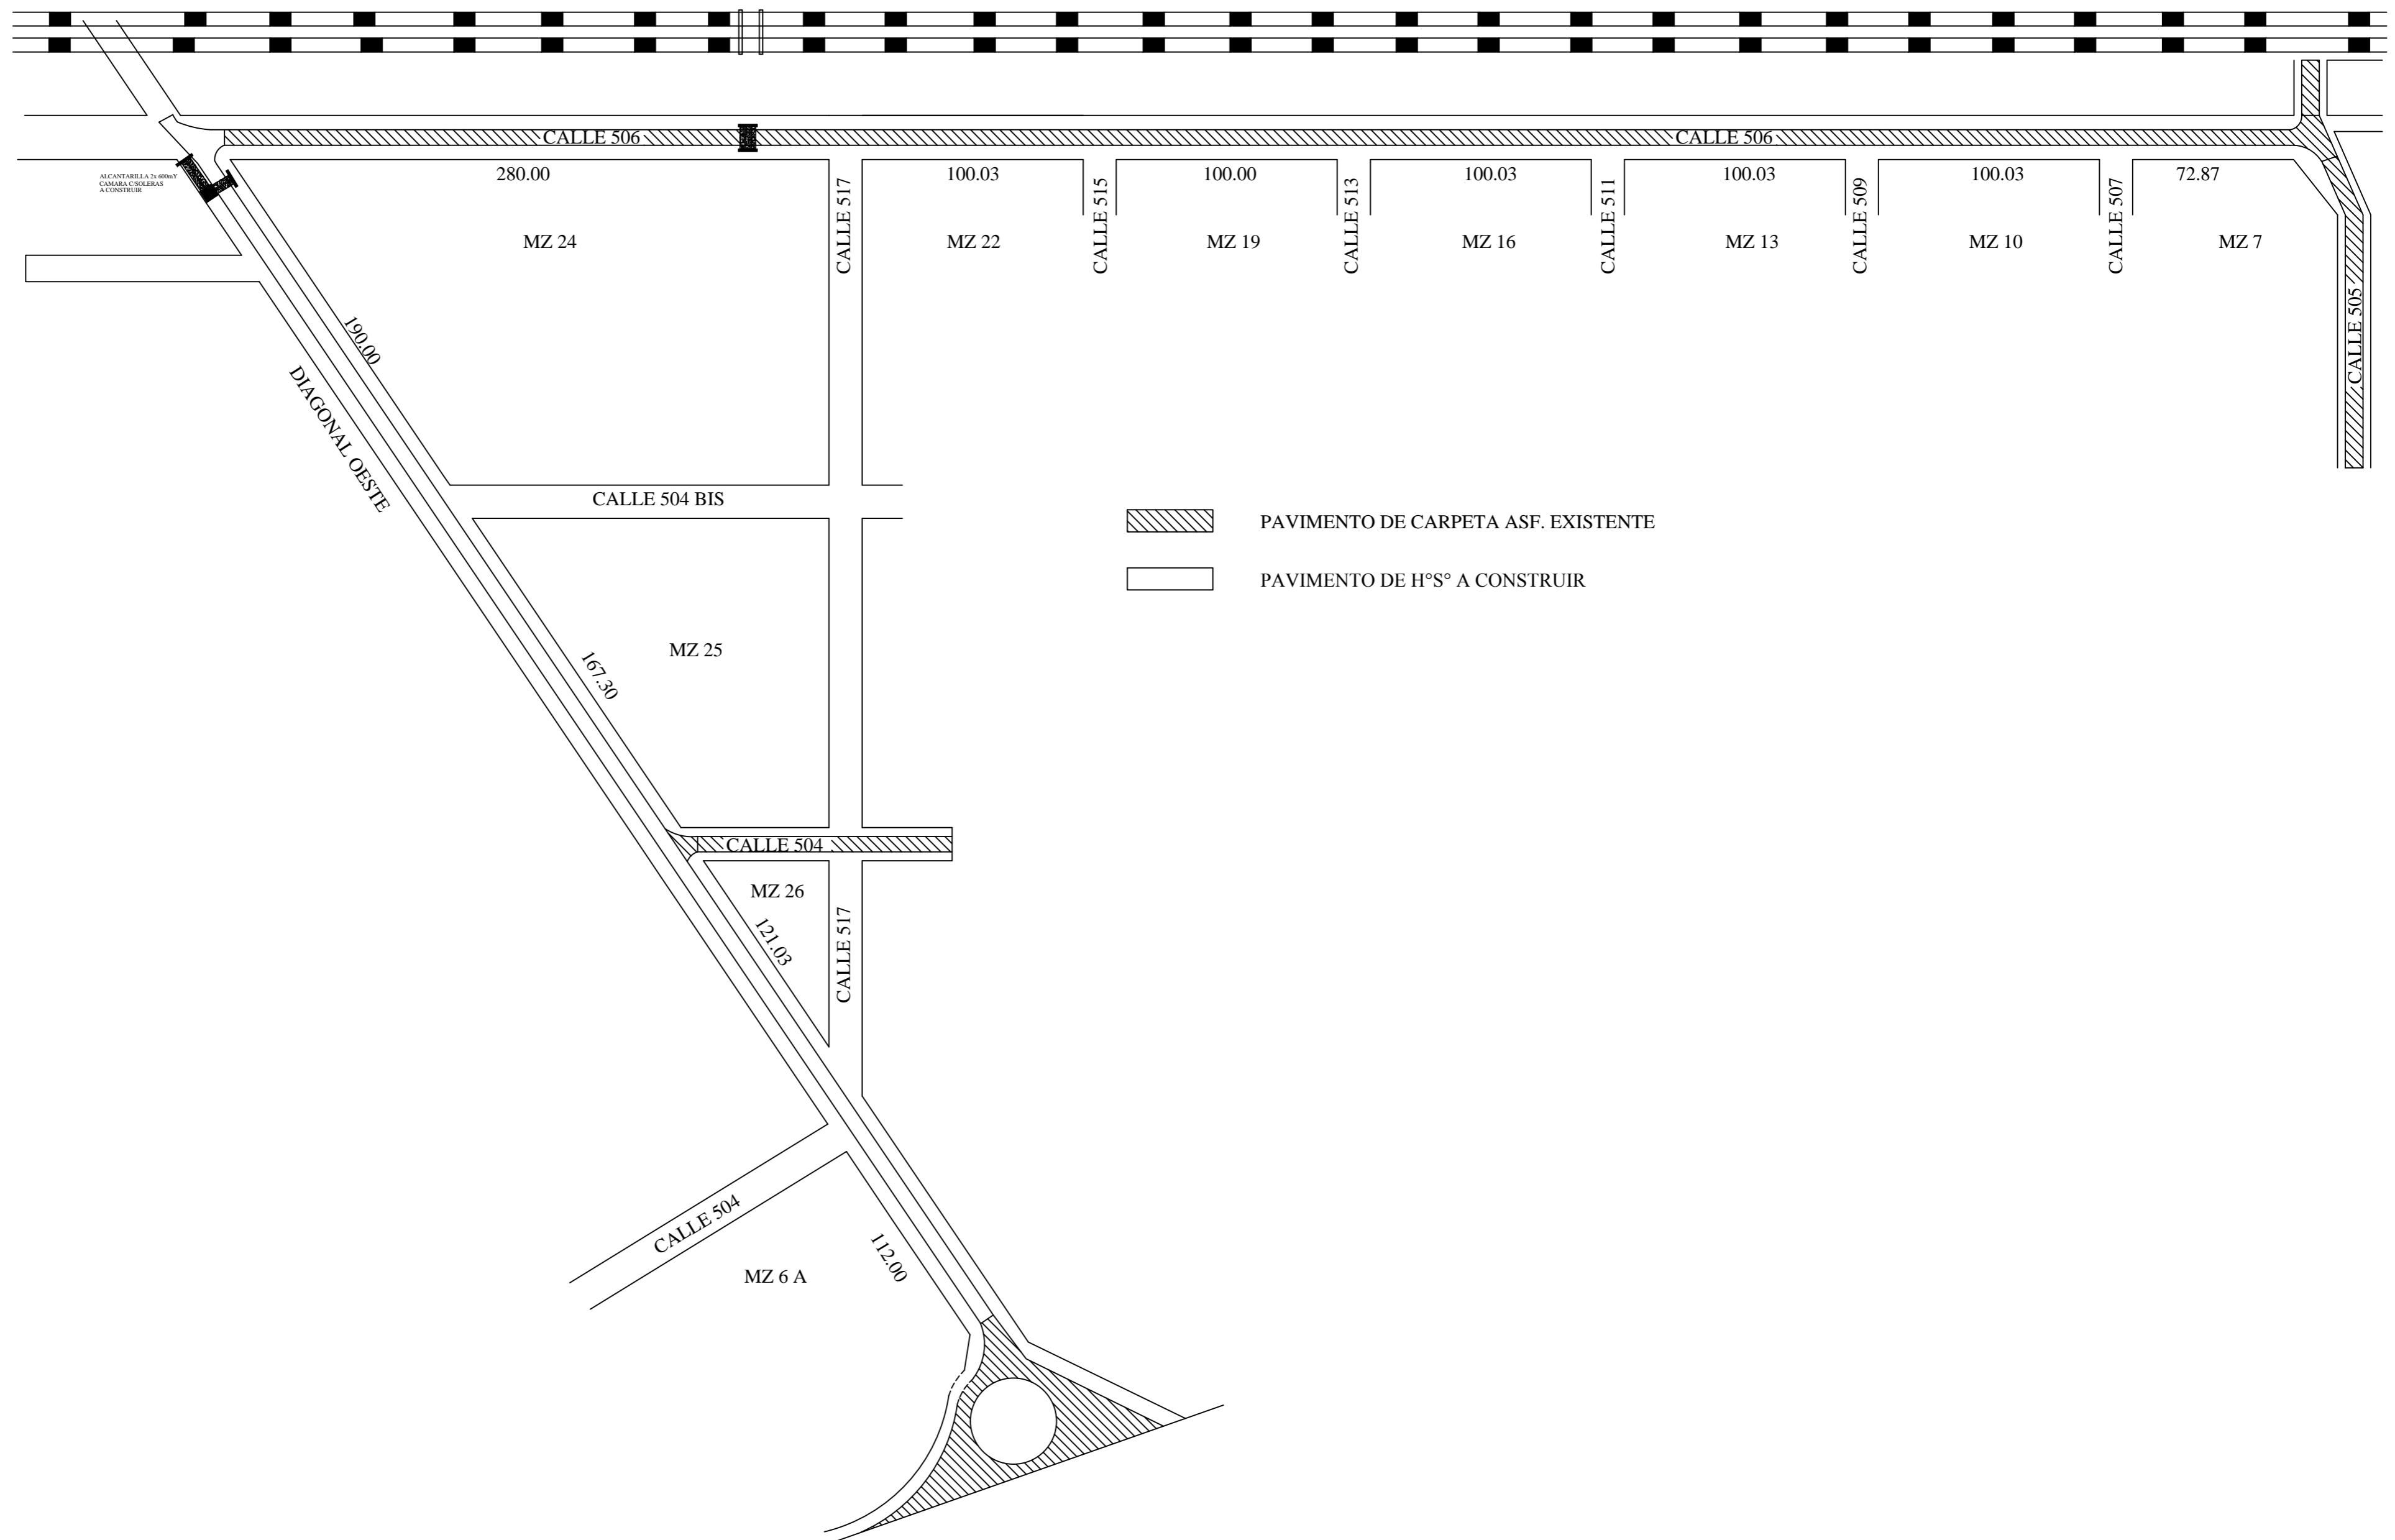 CALLE 506
CALLE 506
ALCANTARILLA 2x 600mY
CAMARA C/SOLERAS
A CONSTRUIR
280.00
100.03
100.00
100.03
100.03
100.03
72.87
CALLE 517
CALLE 515
CALLE 513
CALLE 511
CALLE 509
CALLE 507
MZ 24
MZ 22
MZ 19
MZ 16
MZ 13
MZ 10
MZ 7
190.00
CALLE 505
DIAGONAL OESTE
CALLE 504 BIS
PAVIMENTO DE CARPETA ASF. EXISTENTE
PAVIMENTO DE H°S° A CONSTRUIR
MZ 25
167.30
CALLE 504
MZ 26
121.03
CALLE 517
CALLE 504
112.00
MZ 6 A